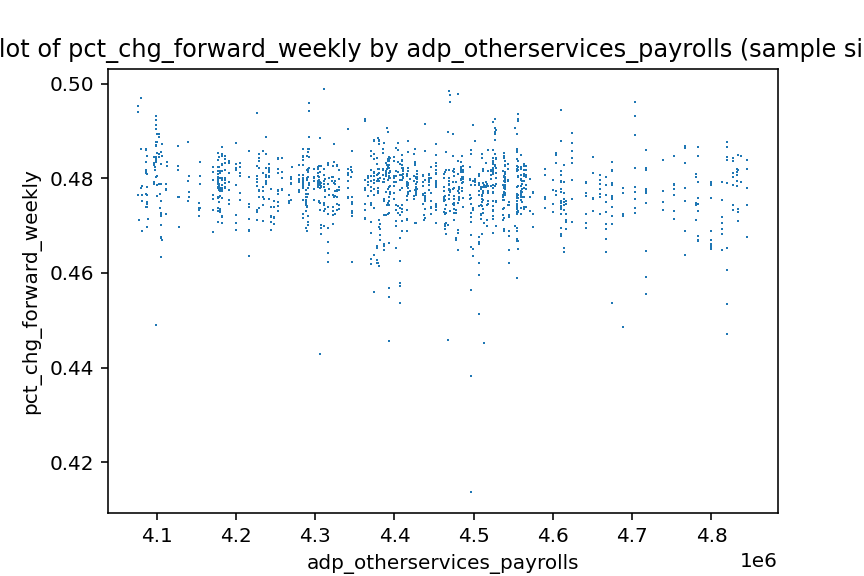 lot of pct_chg_forward_weekly by adp_otherservices_payrolls (sample si
0.50
0.48
0.46
0.44
0.42
pct_chg_forward_weekly
4.1 4.2 4.3 4.4 4.5 4.6 4.7 4.8
1e6
adp_otherservices_payrolls